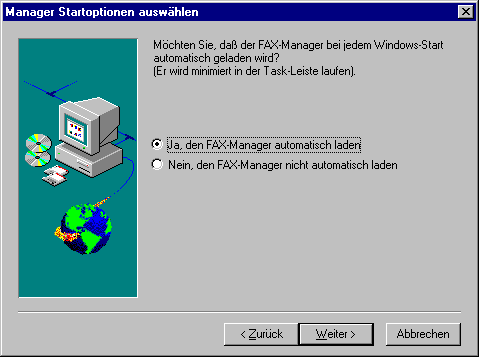 Manager Startoptionen auswählen
Möchten Sie, daß der FAX-Manager bei jedem Windows-Start
automatisch geladen wird?
(Er wird minimiert in der Task-Leiste laufen).
Ja, den FAX-Manager automatisch laden
Nein, den FAX-Manager nicht automatisch laden
< Zurück Weiter > Abbrechen